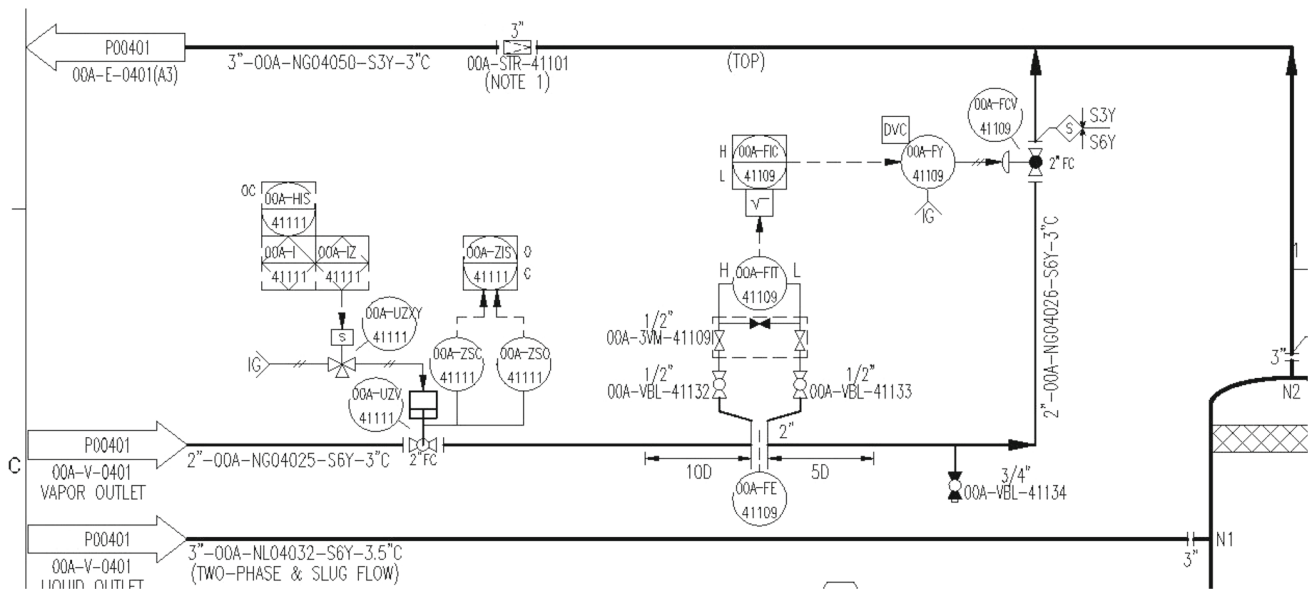 P00401
00A-E-0401(A3)
3"-00A-NG04050-S3Y-3"C
3"
00A-STR-41101
(NOTE 1)
(TOP)
00A-FCV
41109
S
S3Y
S6Y
2" FC
DVC
00A-FY
41109
IG
H
L
00A-FIC
41109
√
OC
00A-HIS
41111
00A-I
41111
00A-IZ
41111
00A-ZIS
41111
O
C
H
00A-FIT
41109
L
2"-00A-NG04026-S6Y-3"C
1
00A-UZXY
41111
S
IG
1/2"
00A-3VM-41109
00A-ZSC
41111
00A-ZSO
41111
00A-UZV
41111
1/2"
00A-VBL-41132
1/2"
00A-VBL-41133
3"
N2
2"
C
P00401
00A-V-0401
VAPOR OUTLET
2"-00A-NG04025-S6Y-3"C
2" FC
10D
5D
00A-FE
41109
3/4"
00A-VBL-41134
P00401
00A-V-0401
LIQUID OUTLET
3"-00A-NL04032-S6Y-3.5"C
(TWO-PHASE & SLUG FLOW)
3"
N1